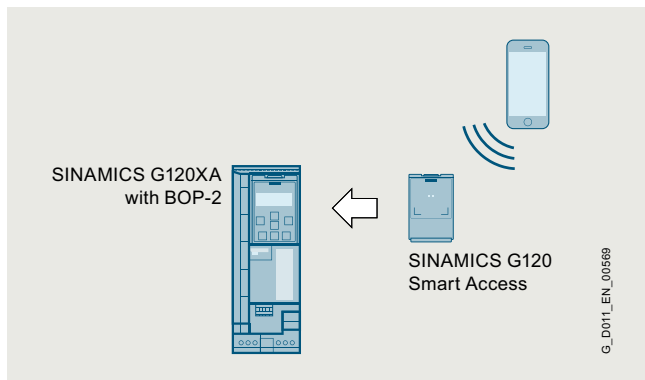 SINAMICS G120XA
with BOP-2
SINAMICS G120
Smart Access
G_D011_EN_00569